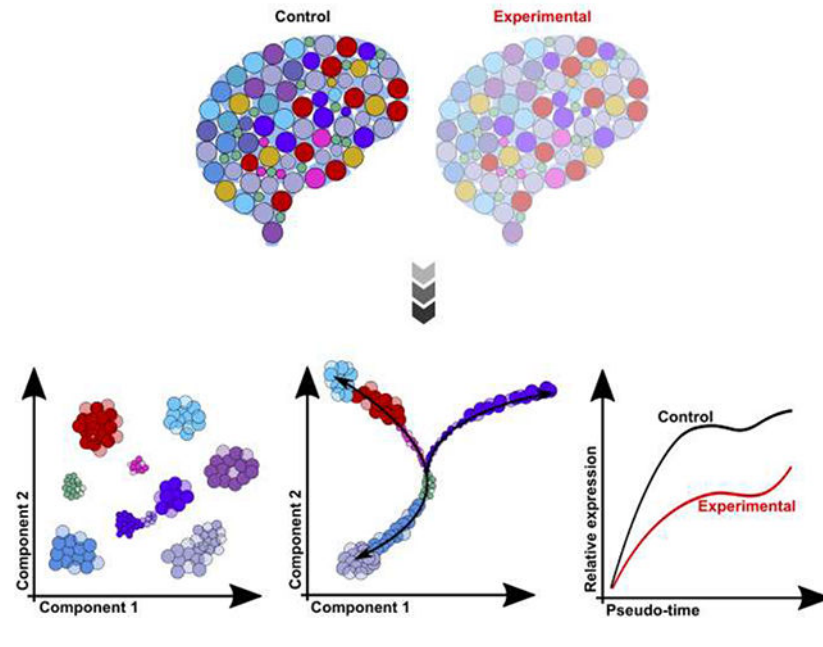 Control
Experimental
Component 2
Component 1
Component 2
Component 1
Relative expression
Control
Experimental
Pseudo-time